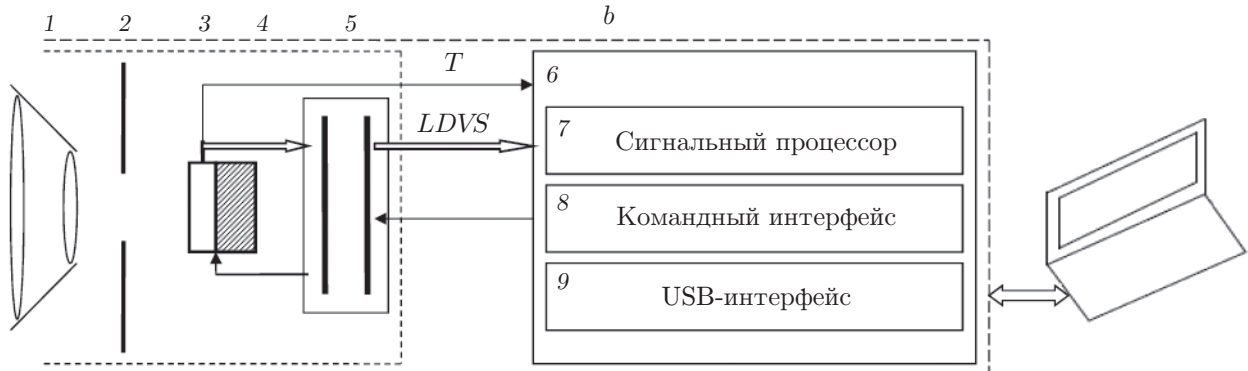 1 2 3 4 5 b
T
6
LDVS
7 Сигнальный процессор
8 Командный интерфейс
9 USB-интерфейс